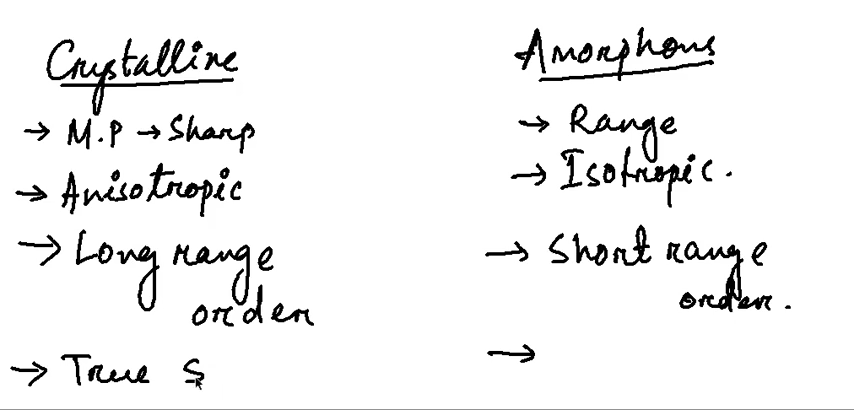 Crystalline
→ M.P → Sharp
→ Anisotropic
→ Long range
order
→ True S
Amorphous
→ Range
→ Isotropic.
→ Short range
order.
→